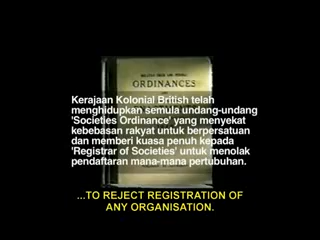 ORDINANCES
Kerajaan Kolonial British telah
menghidupkan semula undang-undang
'Societies Ordinance' yang menyekat
kebebasan rakyat untuk berpersatuan
dan memberi kuasa penuh kepada
'Registrar of Societies' untuk menolak
pendaftaran mana-mana pertubuhan.
...TO REJECT REGISTRATION OF
ANY ORGANISATION.